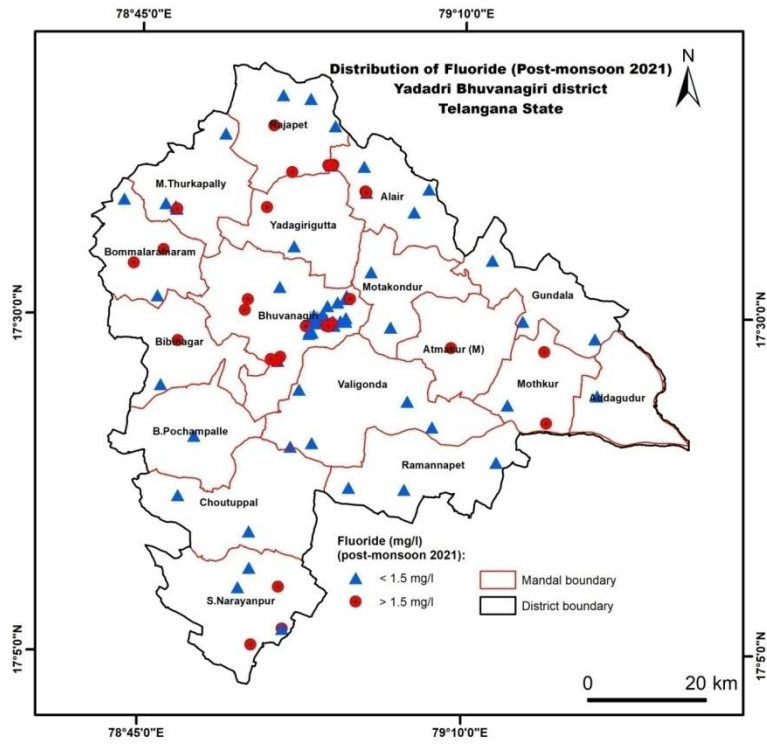 78°45'0"E
79°10'0"E
N
Distribution of Fluoride (Post-monsoon 2021)
Yadadri Bhuvanagiri district
Telangana State
Rajapet
M.Thurkapally
Alair
Yadagirigutta
Bommalaramaram
Motakondur
Gundala
17°30'0"N
17°30'0"N
Bhuvanagiri
Bibinagar
Atmakur (M)
Valigonda
Mothkur
Addagudur
B.Pochampalle
Ramannapet
Choutuppal
Fluoride (mg/l)
(post-monsoon 2021):
< 1.5 mg/l
> 1.5 mg/l
Mandal boundary
District boundary
S.Narayanpur
17°5'0"N
17°5'0"N
0 20 km
78°45'0"E
79°10'0"E